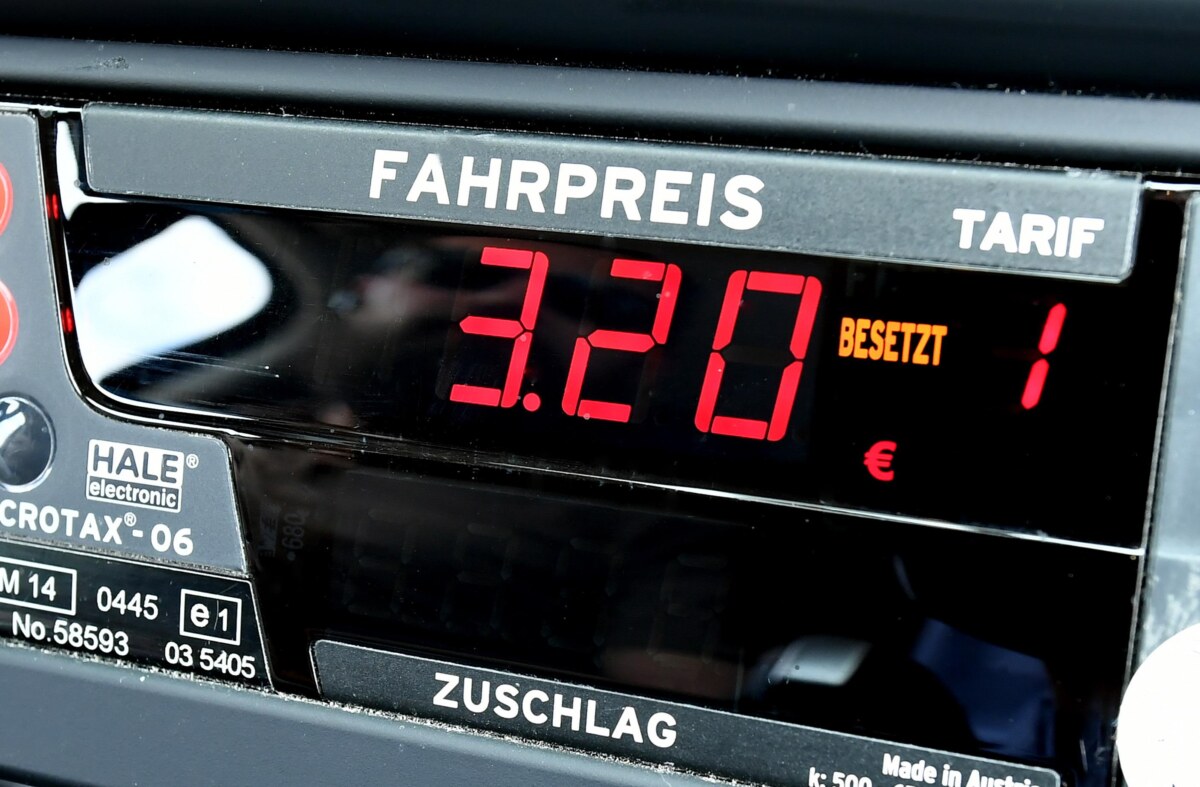 FAHRPREIS
TARIF
3.20
BESETZT
1
€
HALE®
electronic
CROTAX®-06
M 14
0445
e1
No.58593
03 5405
ZUSCHLAG
Made in Austria
k: 500